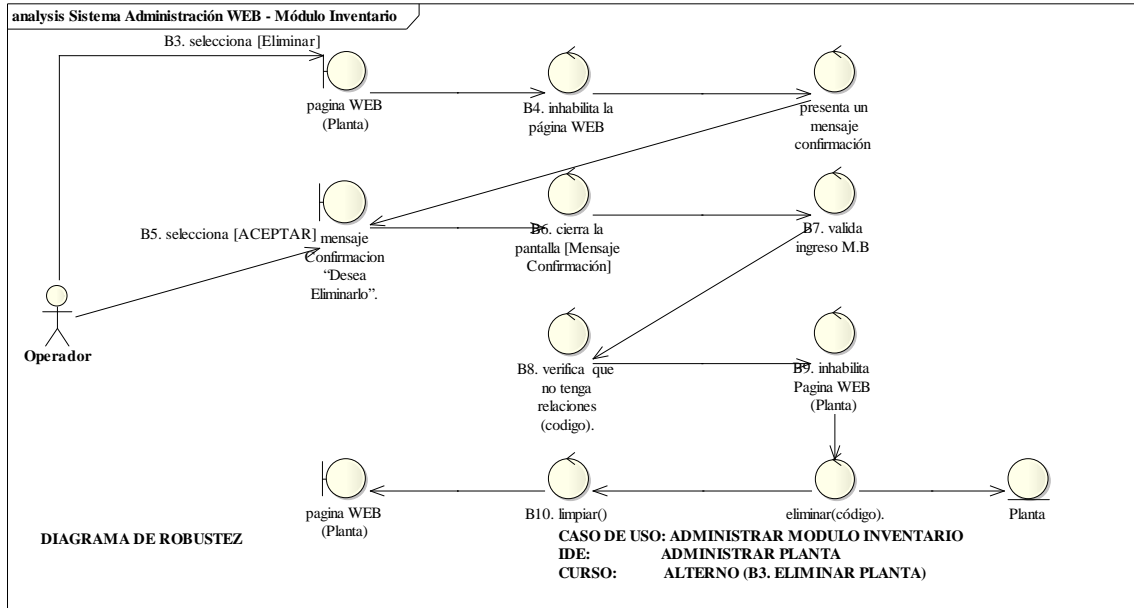 analysis Sistema Administración WEB - Módulo Inventario
B3. selecciona [Eliminar]
pagina WEB
(Planta)
B4. inhabilita la
página WEB
presenta un
mensaje
confirmación
B5. selecciona [ACEPTAR]
mensaje
Confirmacion
“Desea
Eliminarlo”.
B6. cierra la
pantalla [Mensaje
Confirmación]
B7. valida
ingreso M.B
Operador
B8. verifica que
no tenga
relaciones
(codigo).
B9. inhabilita
Pagina WEB
(Planta)
pagina WEB
(Planta)
B10. limpiar()
eliminar(código).
Planta
DIAGRAMA DE ROBUSTEZ
CASO DE USO: ADMINISTRAR MODULO INVENTARIO
IDE: ADMINISTRAR PLANTA
CURSO: ALTERNO (B3. ELIMINAR PLANTA)